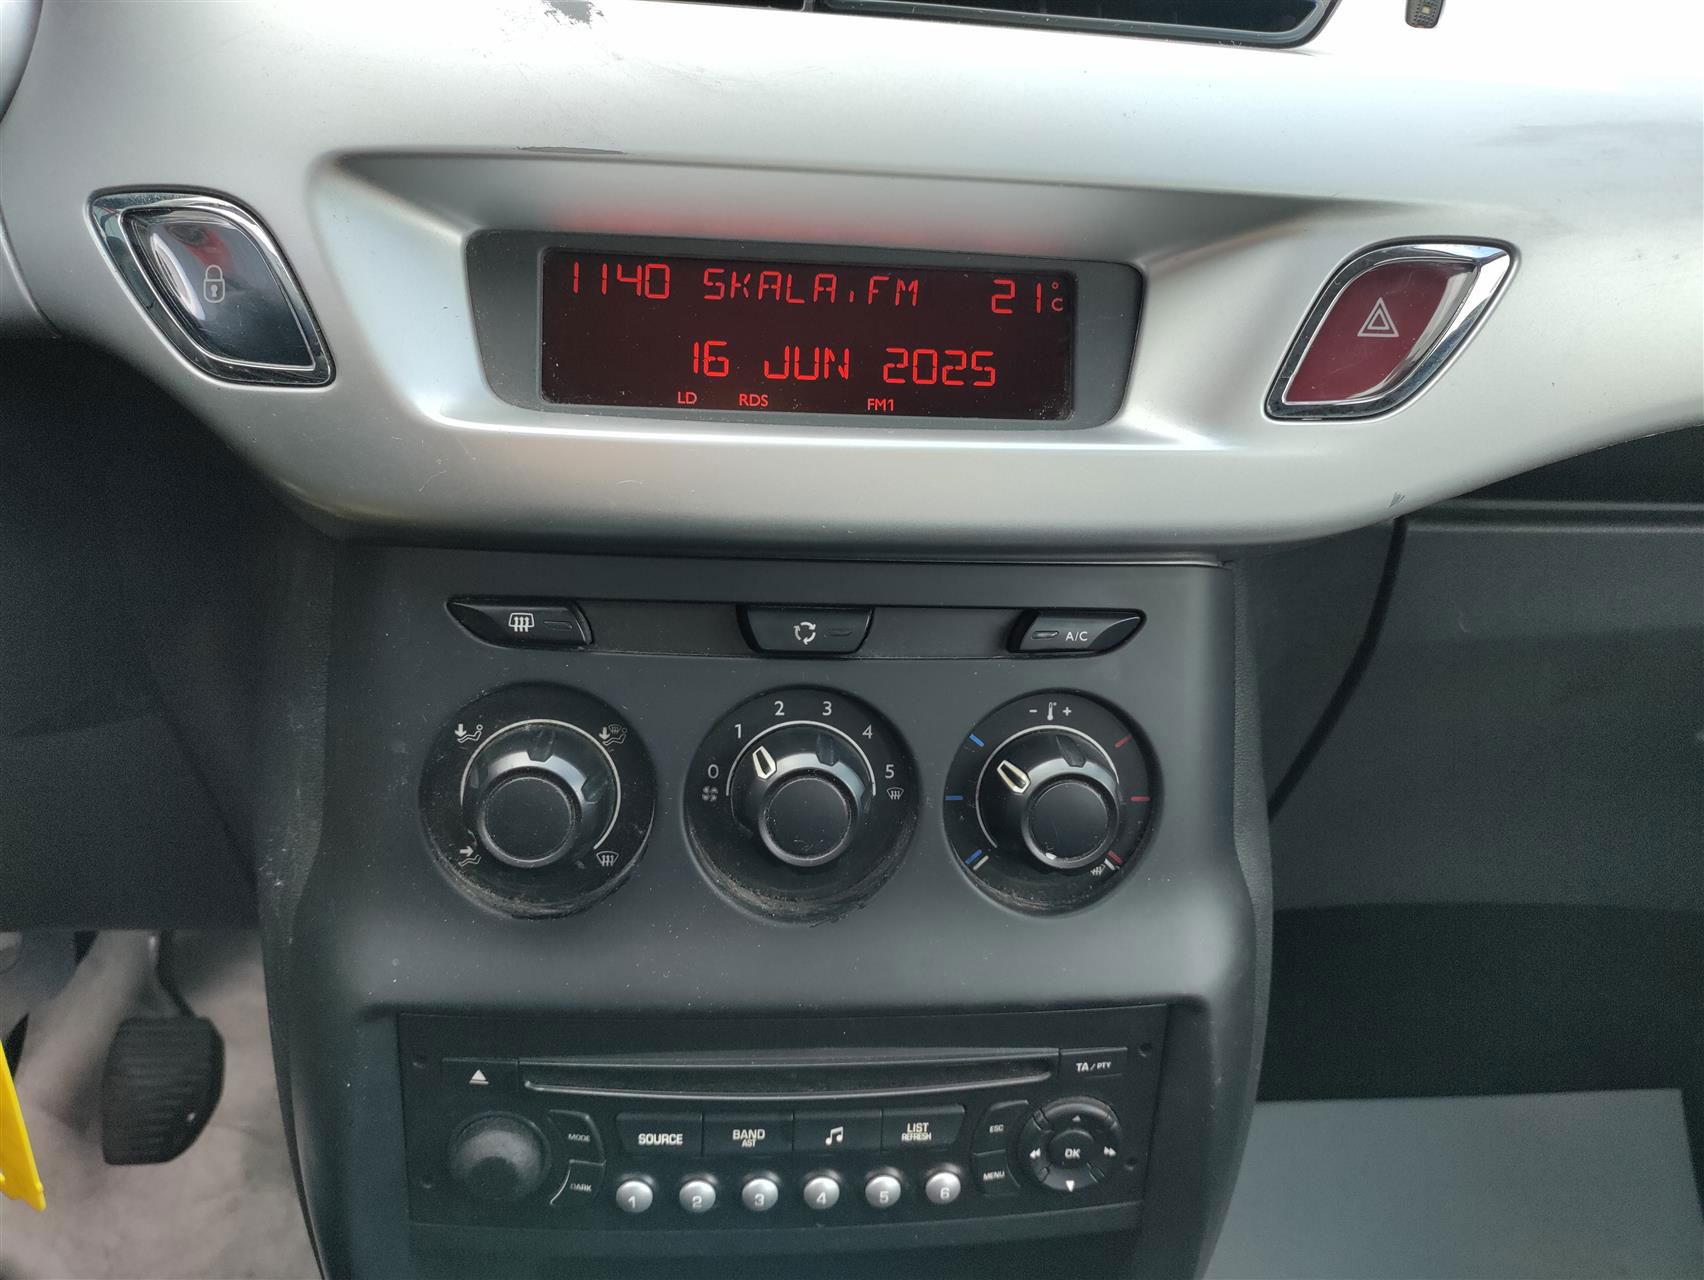 1140 SKALA.FM 21°C
16 JUN 2025
LD RDS FM1
A/C
0 1 2 3 4 5
- +
TA/PTY
MODE SOURCE BAND AST LIST REFRESH ESC
DARK 1 2 3 4 5 6 MENU OK